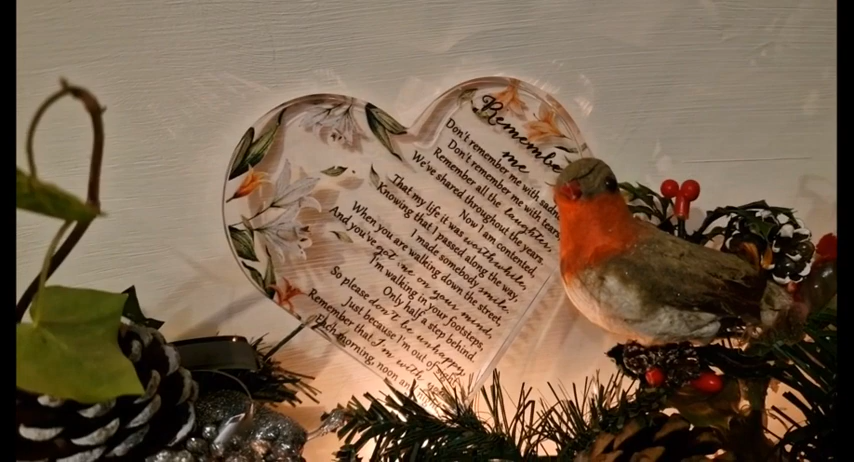 Remember
me
Don't remember me with
Don't remember me with
Remember all the laughter
We've shared throughout the years.
Now I am contented
That my life it was worthwhile,
Knowing that I passed along the way,
I made somebody smile.
When you are walking down the street,
And you've got me on your mind,
I'm walking in your footsteps,
Only half a step behind.
So please don't be unhappy
Just because I'm out of
Remember that I'm with
Each morning, noon and